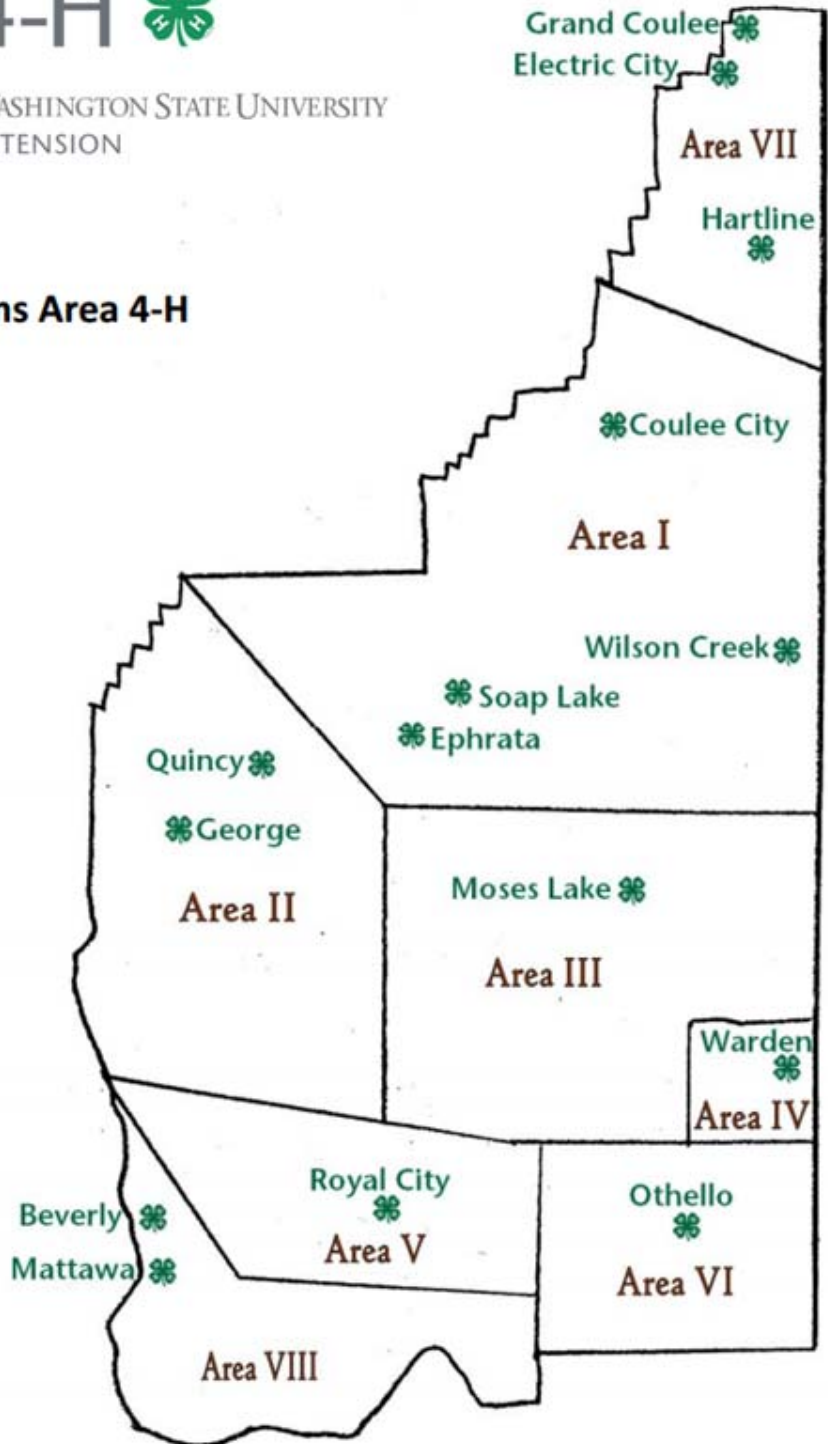 4-H
WASHINGTON STATE UNIVERSITY
TENSION
ns Area 4-H
Grand Coulee
Electric City
Area VII
Hartline
Coulee City
Area I
Wilson Creek
Soap Lake
Ephrata
Quincy
George
Area II
Moses Lake
Area III
Warden
Area IV
Royal City
Area V
Othello
Area VI
Beverly
Mattawa
Area VIII